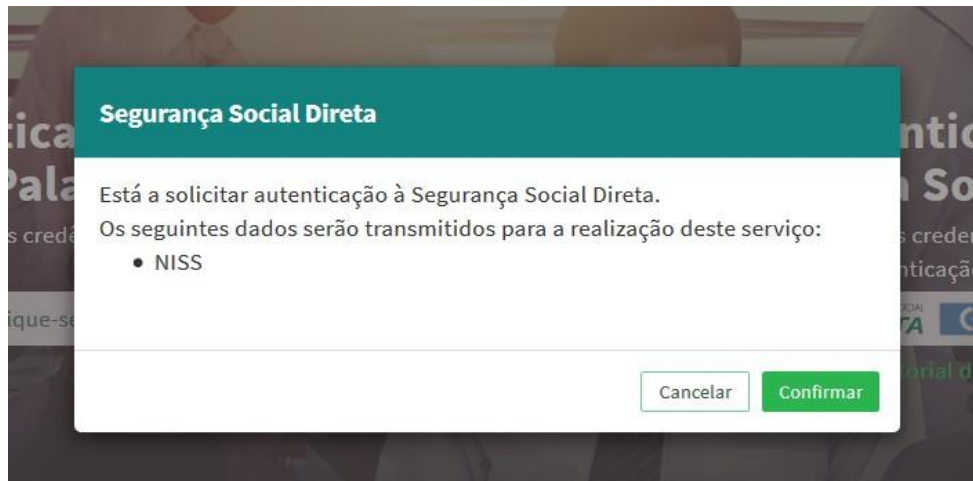 Segurança Social Direta
Está a solicitar autenticação à Segurança Social Direta.
Os seguintes dados serão transmitidos para a realização deste serviço:
• NISS
Cancelar
Confirmar